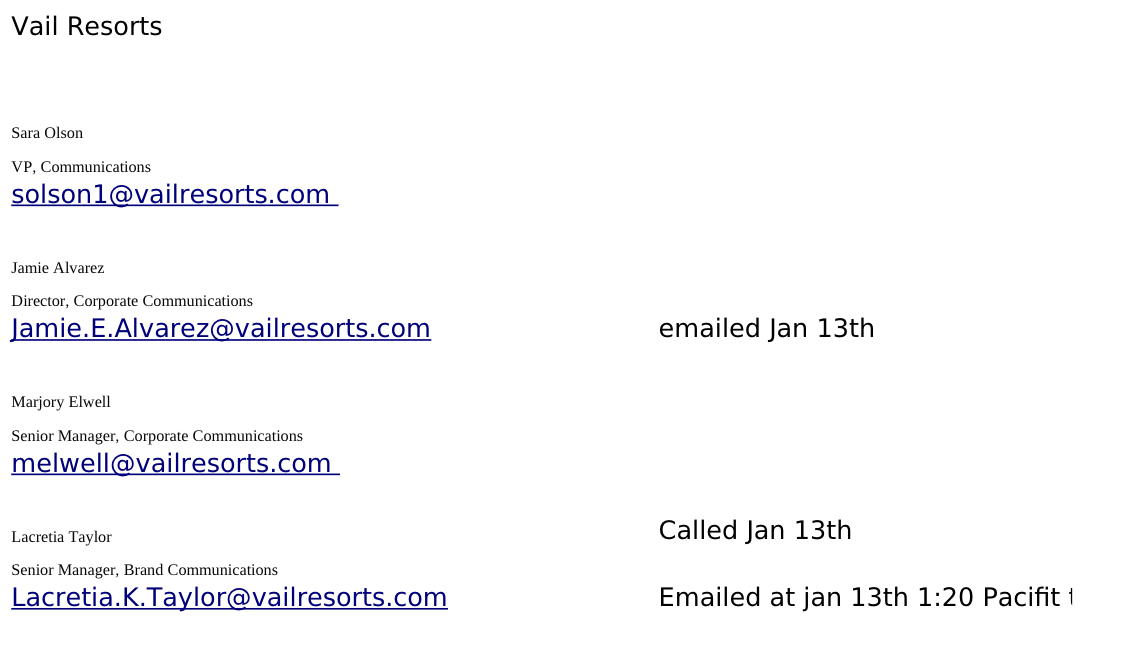 Vail Resorts
Sara Olson
VP, Communications
solson1@vailresorts.com
Jamie Alvarez
Director, Corporate Communications
Jamie.E.Alvarez@vailresorts.com emailed Jan 13th
Marjory Elwell
Senior Manager, Corporate Communications
melwell@vailresorts.com
Lacretia Taylor Called Jan 13th
Senior Manager, Brand Communications
Lacretia.K.Taylor@vailresorts.com Emailed at jan 13th 1:20 Pacifit